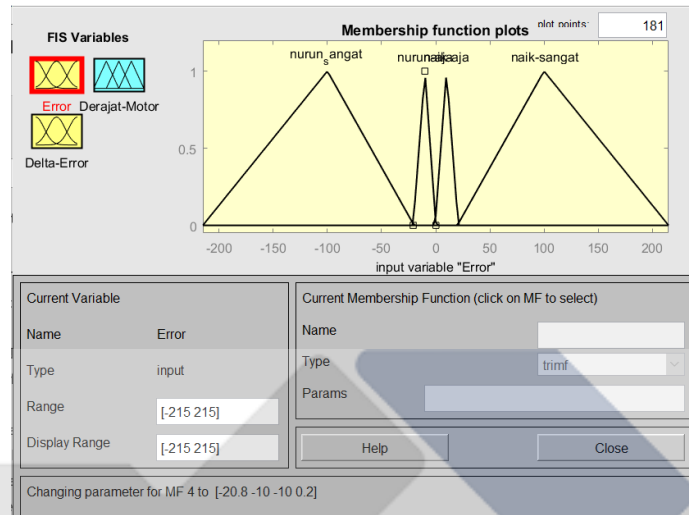 Membership function plots
plot points:
181
FIS Variables
Error
Derajat-Motor
Delta-Error
nurun_sangat
naik-sangat
1
0.5
0
-200 -150 -100 -50 0 50 100 150 200
input variable "Error"
Current Variable
Name Error
Type input
Range [-215 215]
Display Range [-215 215]
Current Membership Function (click on MF to select)
Name
Type trimf
Params
Help Close
Changing parameter for MF 4 to [-20.8 -10 -10 0.2]